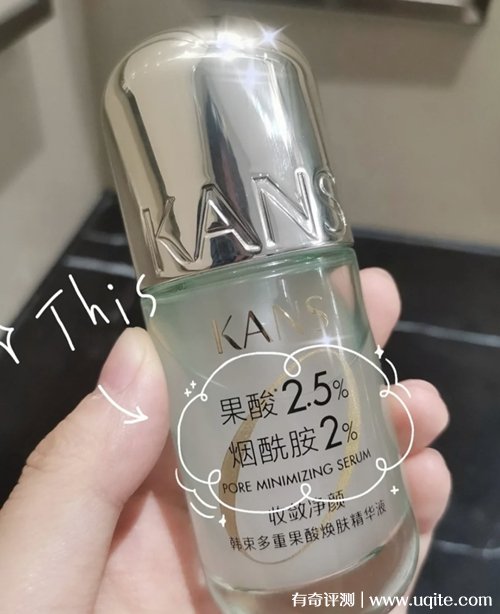 KANS
KANS
This
果酸*2.5%
烟酰胺2%
PORE MINIMIZING SERUM
收敛净颜
韩束多重果酸焕肤精华液
有奇评测 | www.uqite.com